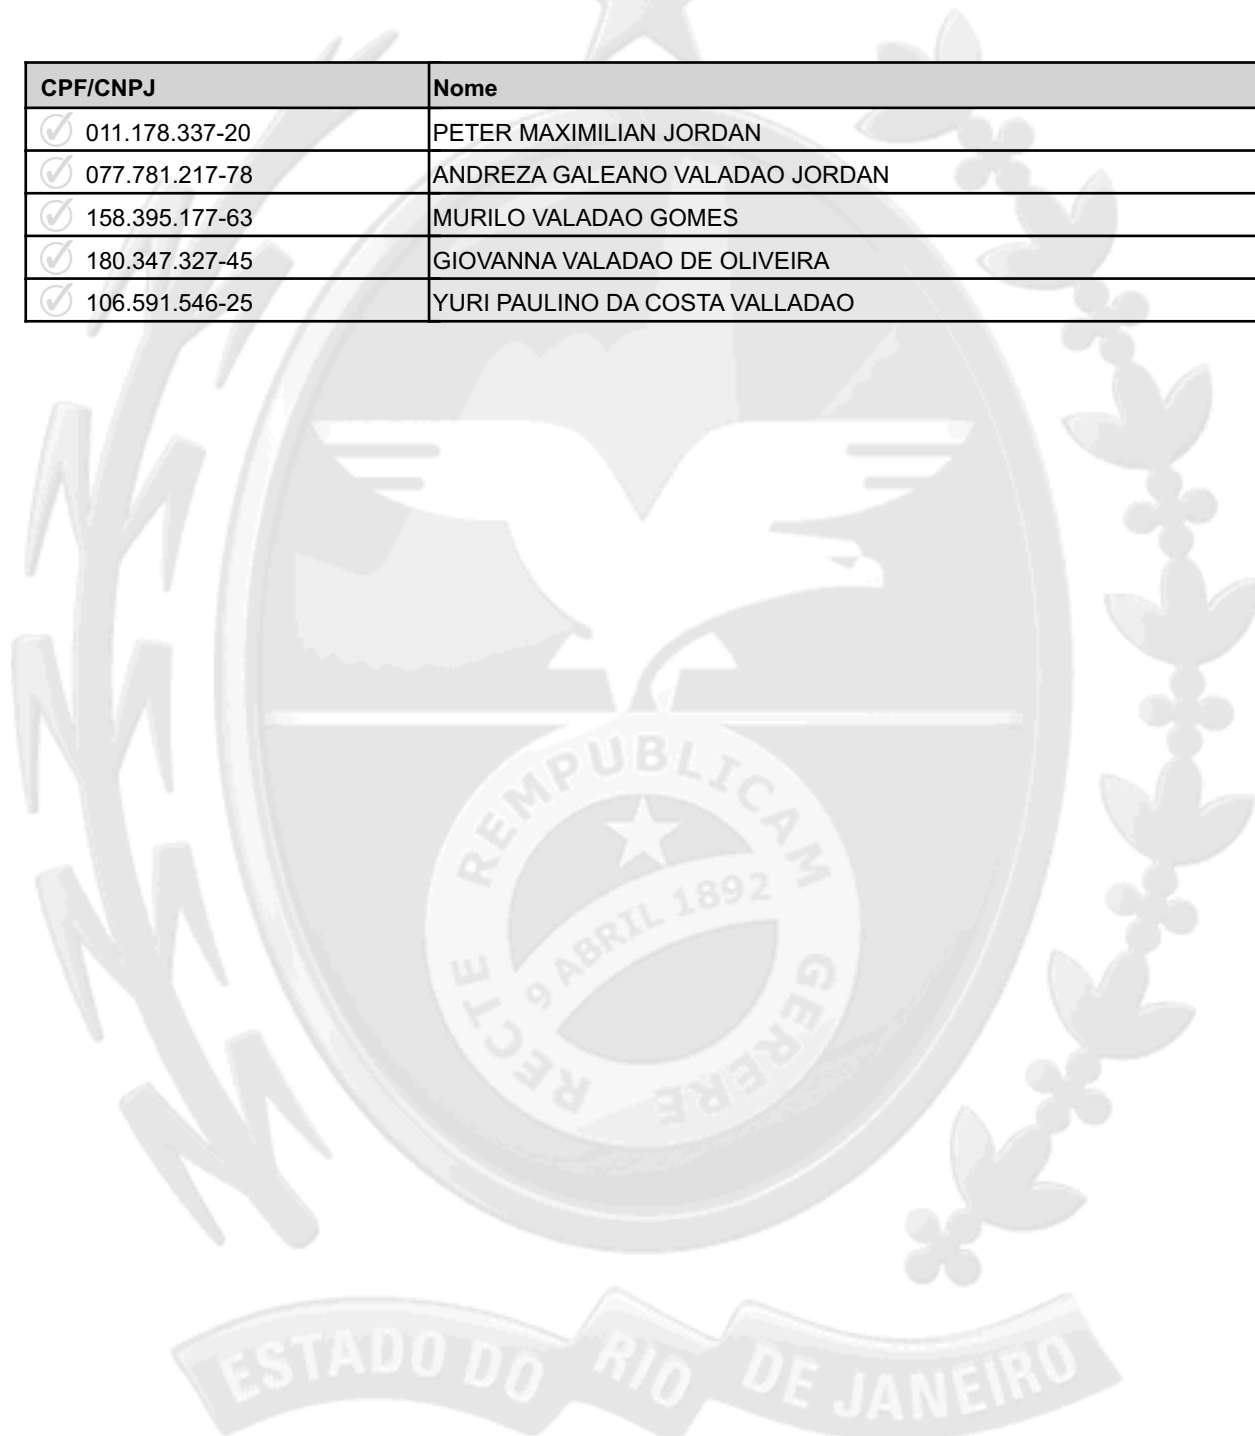 CPF/CNPJ Nome
011.178.337-20 PETER MAXIMILIAN JORDAN
077.781.217-78 ANDREZA GALEANO VALADAO JORDAN
158.395.177-63 MURILO VALADAO GOMES
180.347.327-45 GIOVANNA VALADAO DE OLIVEIRA
106.591.546-25 YURI PAULINO DA COSTA VALLADAO
RECTE REMPUBLICAM GERERE
9 ABRIL 1892
ESTADO DO RIO DE JANEIRO